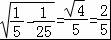 √(1/5 − 1/25) = √4/5 = 2/5